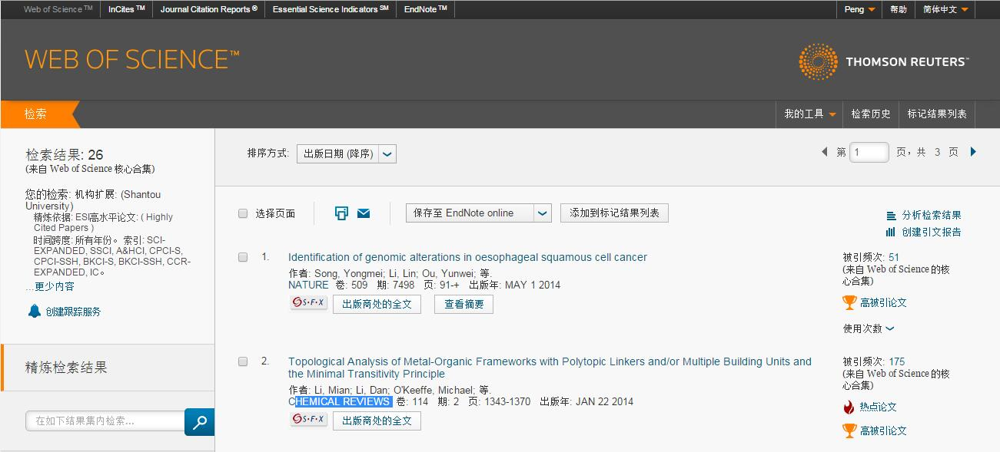 Web of Science™ InCites™ Journal Citation Reports® Essential Science Indicators℠ EndNote™ Peng 帮助 简体中文
WEB OF SCIENCE™
THOMSON REUTERS™
检索 我的工具 检索历史 标记结果列表
检索结果: 26
(来自 Web of Science 核心合集)
您的检索: 机构扩展: (Shantou
University)
精炼依据: ESI高水平论文: ( Highly
Cited Papers )
时间跨度: 所有年份。 索引: SCI-
EXPANDED, SSCI, A&HCI, CPCI-S,
CPCI-SSH, BKCI-S, BKCI-SSH, CCR-
EXPANDED, IC。
...更少内容
创建跟踪服务
精炼检索结果
在如下结果集内检索...
排序方式: 出版日期 (降序) 第 1 页，共 3 页
选择页面 保存至 EndNote online 添加到标记结果列表
分析检索结果
创建引文报告
1. Identification of genomic alterations in oesophageal squamous cell cancer
作者: Song, Yongmei; Li, Lin; Ou, Yunwei; 等.
NATURE 卷: 509 期: 7498 页: 91-+ 出版年: MAY 1 2014
S·F·X 出版商处的全文 查看摘要
被引频次: 51
(来自 Web of Science 的核
心合集)
高被引论文
使用次数
2. Topological Analysis of Metal-Organic Frameworks with Polytopic Linkers and/or Multiple Building Units and
the Minimal Transitivity Principle
作者: Li, Mian; Li, Dan; O'Keeffe, Michael; 等.
CHEMICAL REVIEWS 卷: 114 期: 2 页: 1343-1370 出版年: JAN 22 2014
S·F·X 出版商处的全文
被引频次: 175
(来自 Web of Science 的核
心合集)
热点论文
高被引论文